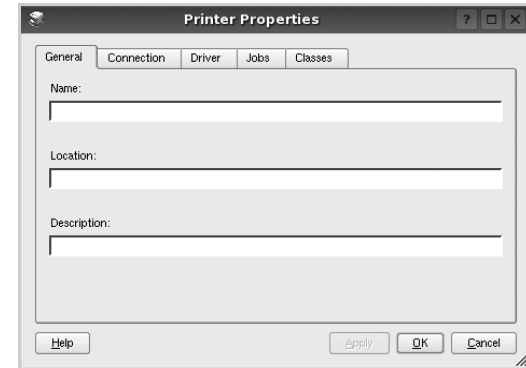 Printer Properties
General Connection Driver Jobs Classes
Name:
Location:
Description:
Help Apply OK Cancel